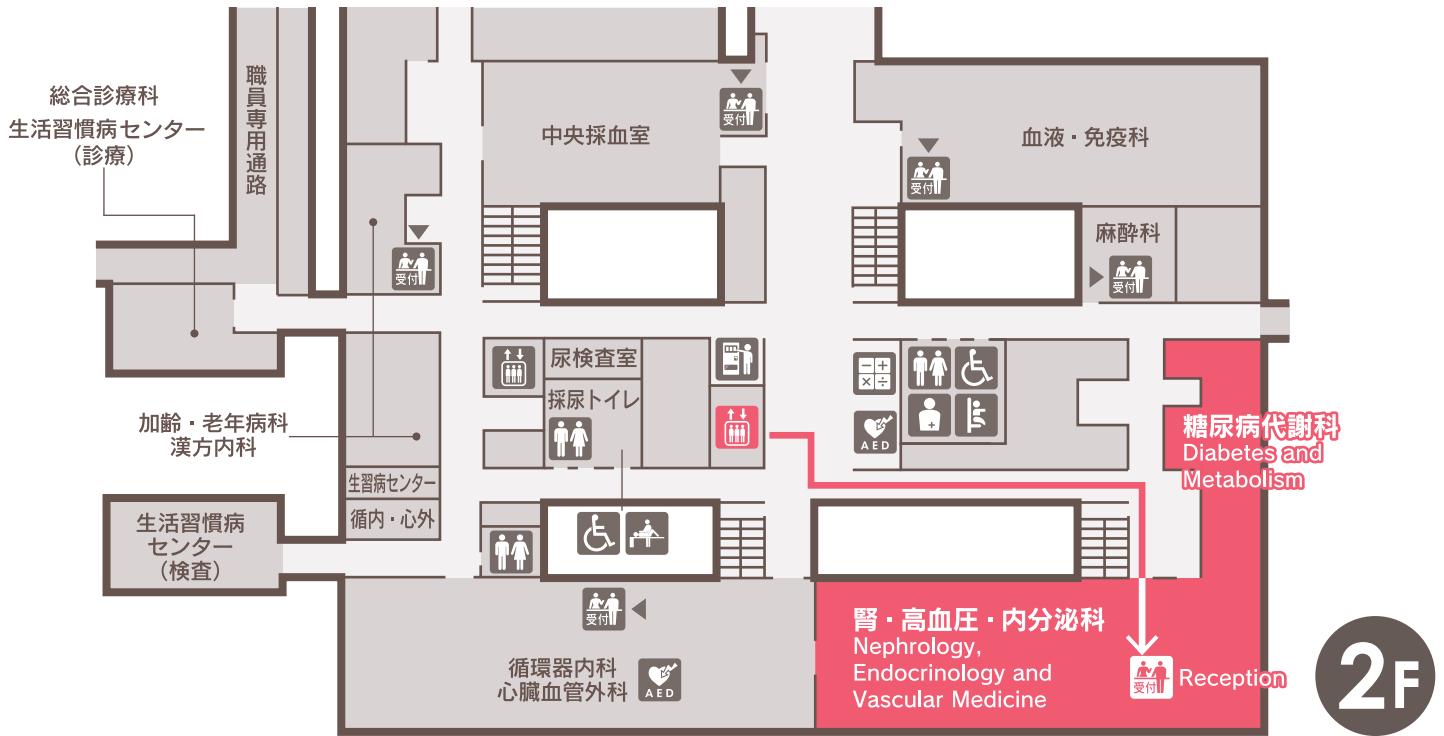 総合診療科
生活習慣病センター
（診療）
職員専用通路
中央採血室
受付
血液・免疫科
受付
受付
麻酔科
受付
尿検査室
採尿トイレ
加齢・老年病科
漢方内科
AED
糖尿病代謝科
Diabetes and
Metabolism
生習病センター
循内・心外
生活習慣病
センター
（検査）
受付
循環器内科
心臓血管外科
AED
腎・高血圧・内分泌科
Nephrology,
Endocrinology and
Vascular Medicine
受付
Reception
2F